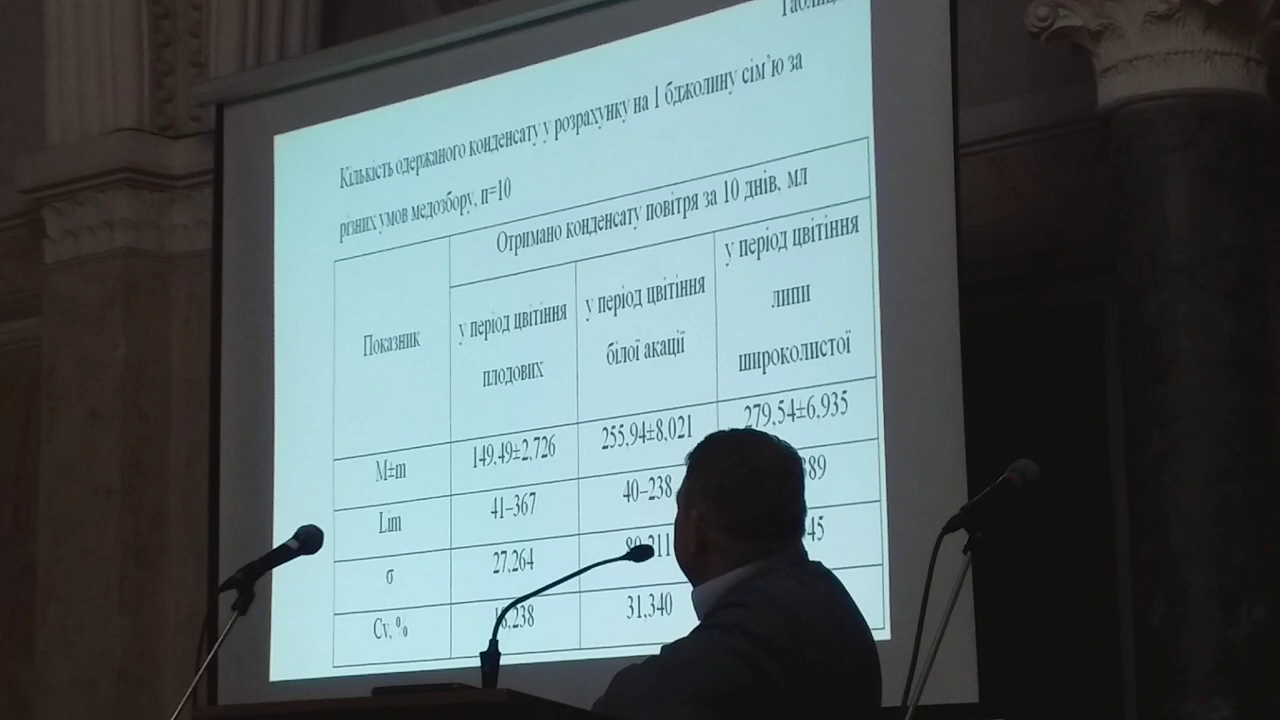 Кількість одержаного конденсату у розрахунку на 1 бджолину сім’ю за
різних умов медозбору, п=10
Показник
Отримано конденсату повітря за 10 днів, мл
у період цвітіння
плодових
у період цвітіння
білої акації
у період цвітіння
липи
широколистої
M±m
149,49±2,726
255,94±8,021
279,54±6,935
Lim
41–367
40–238
89
σ
27,264
45
Cv, %
31,340